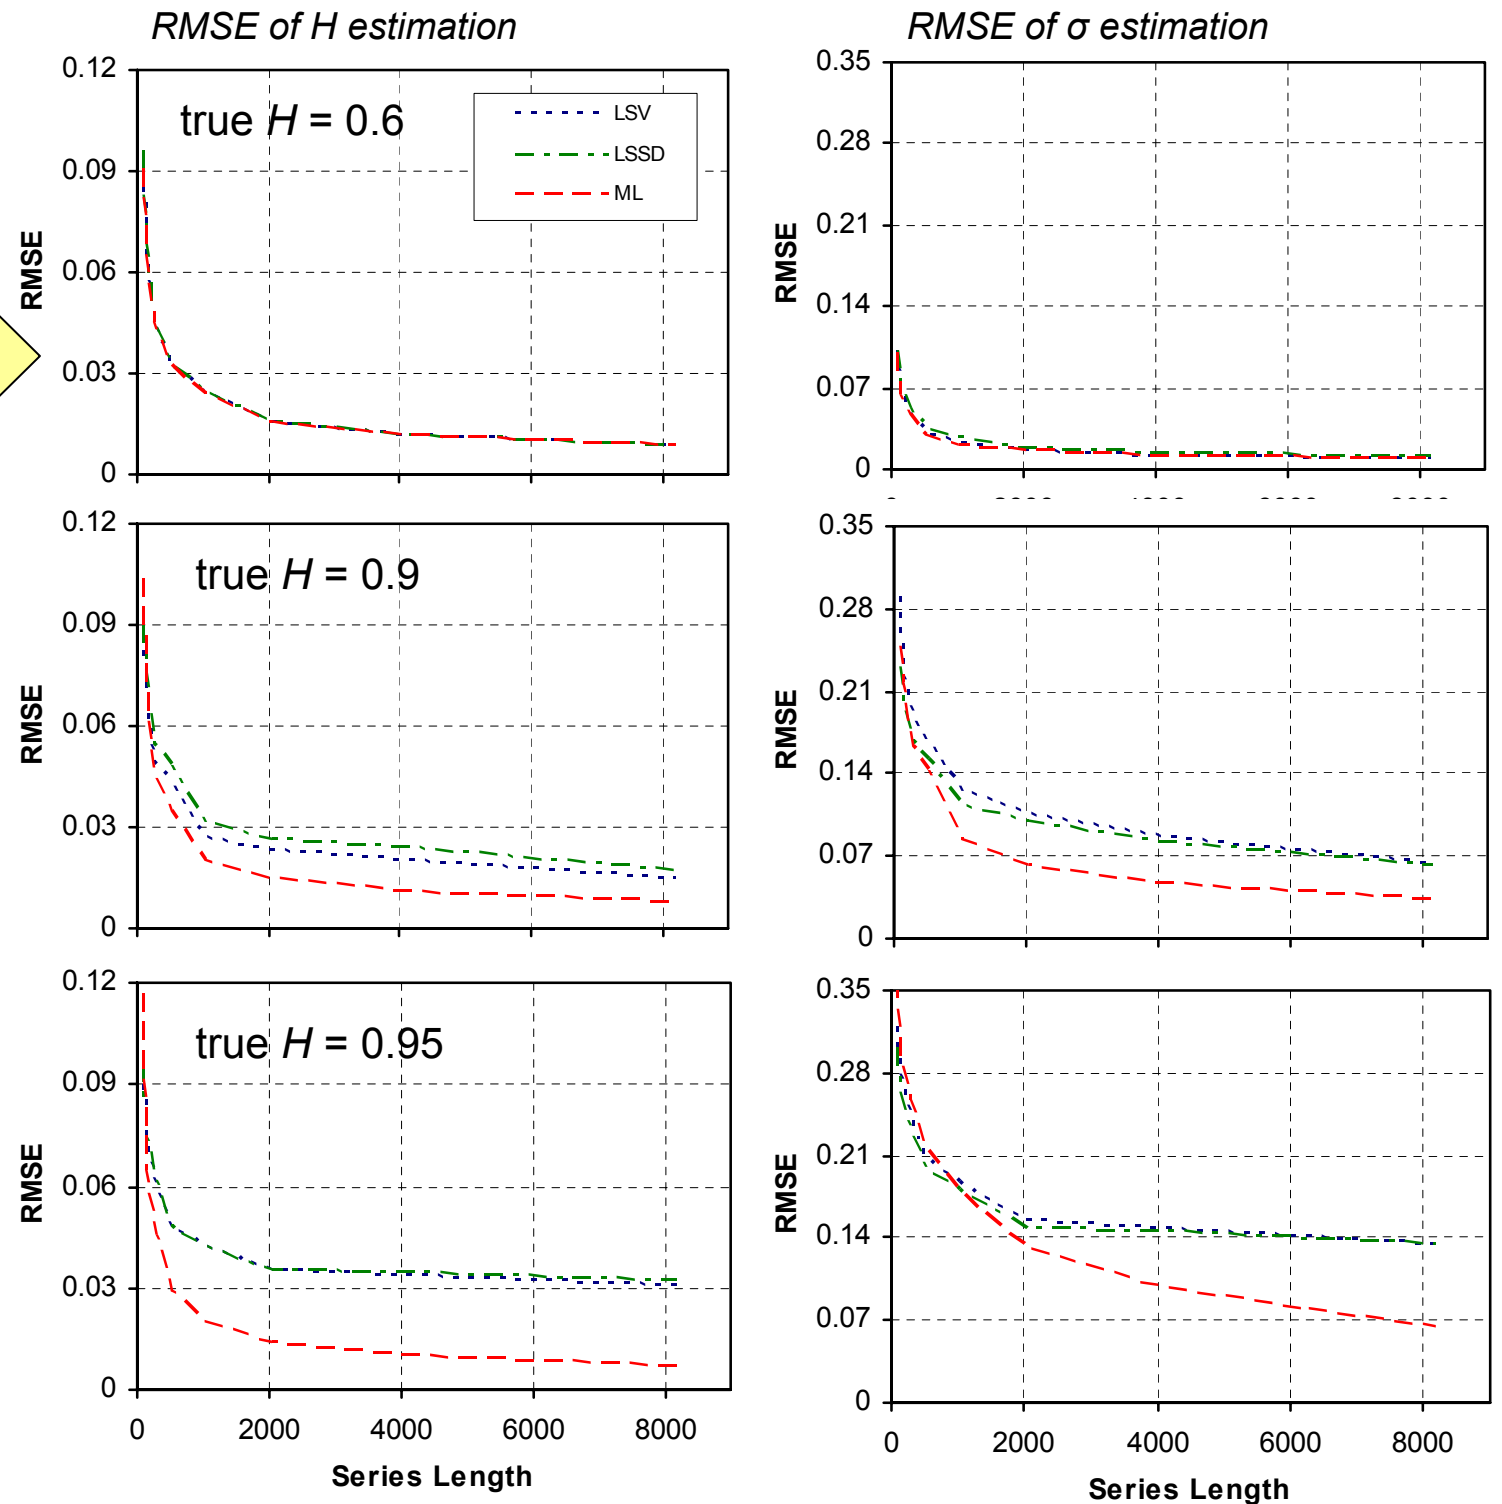 RMSE of H estimation
RMSE of σ estimation
0.12
0.09
0.06
0.03
0
RMSE
true H = 0.6
LSV
LSSD
ML
0.35
0.28
0.21
0.14
0.07
0
RMSE
0.12
0.09
0.06
0.03
0
RMSE
true H = 0.9
0.35
0.28
0.21
0.14
0.07
0
RMSE
0.12
0.09
0.06
0.03
0
RMSE
true H = 0.95
0 2000 4000 6000 8000
Series Length
0.35
0.28
0.21
0.14
0.07
0
RMSE
0 2000 4000 6000 8000
Series Length